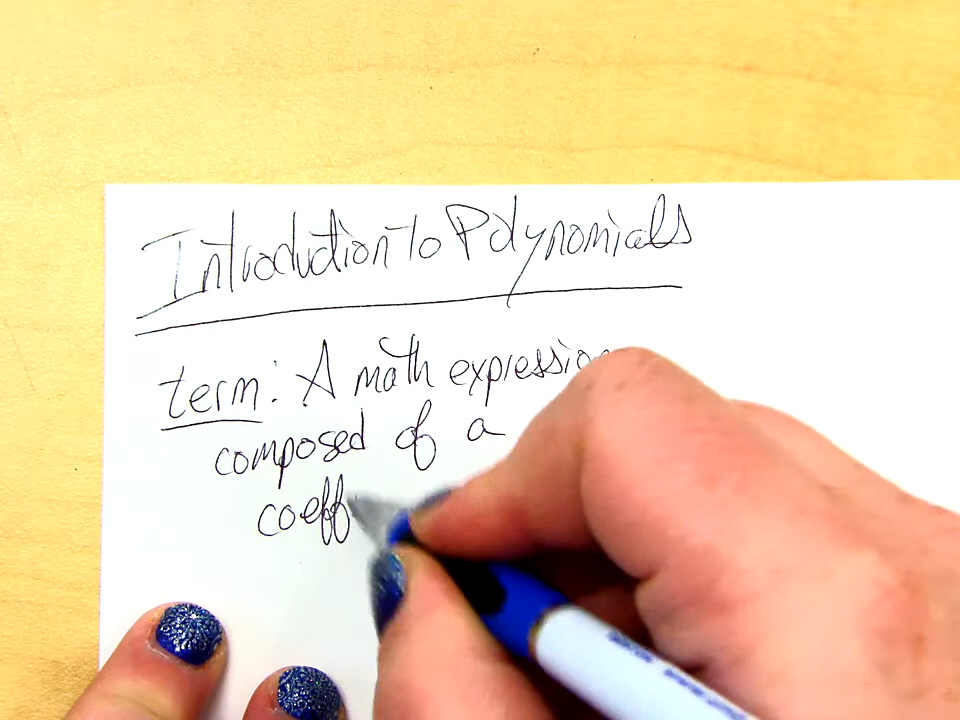 Introduction to Polynomials
term: A math expression
composed of a
coeff